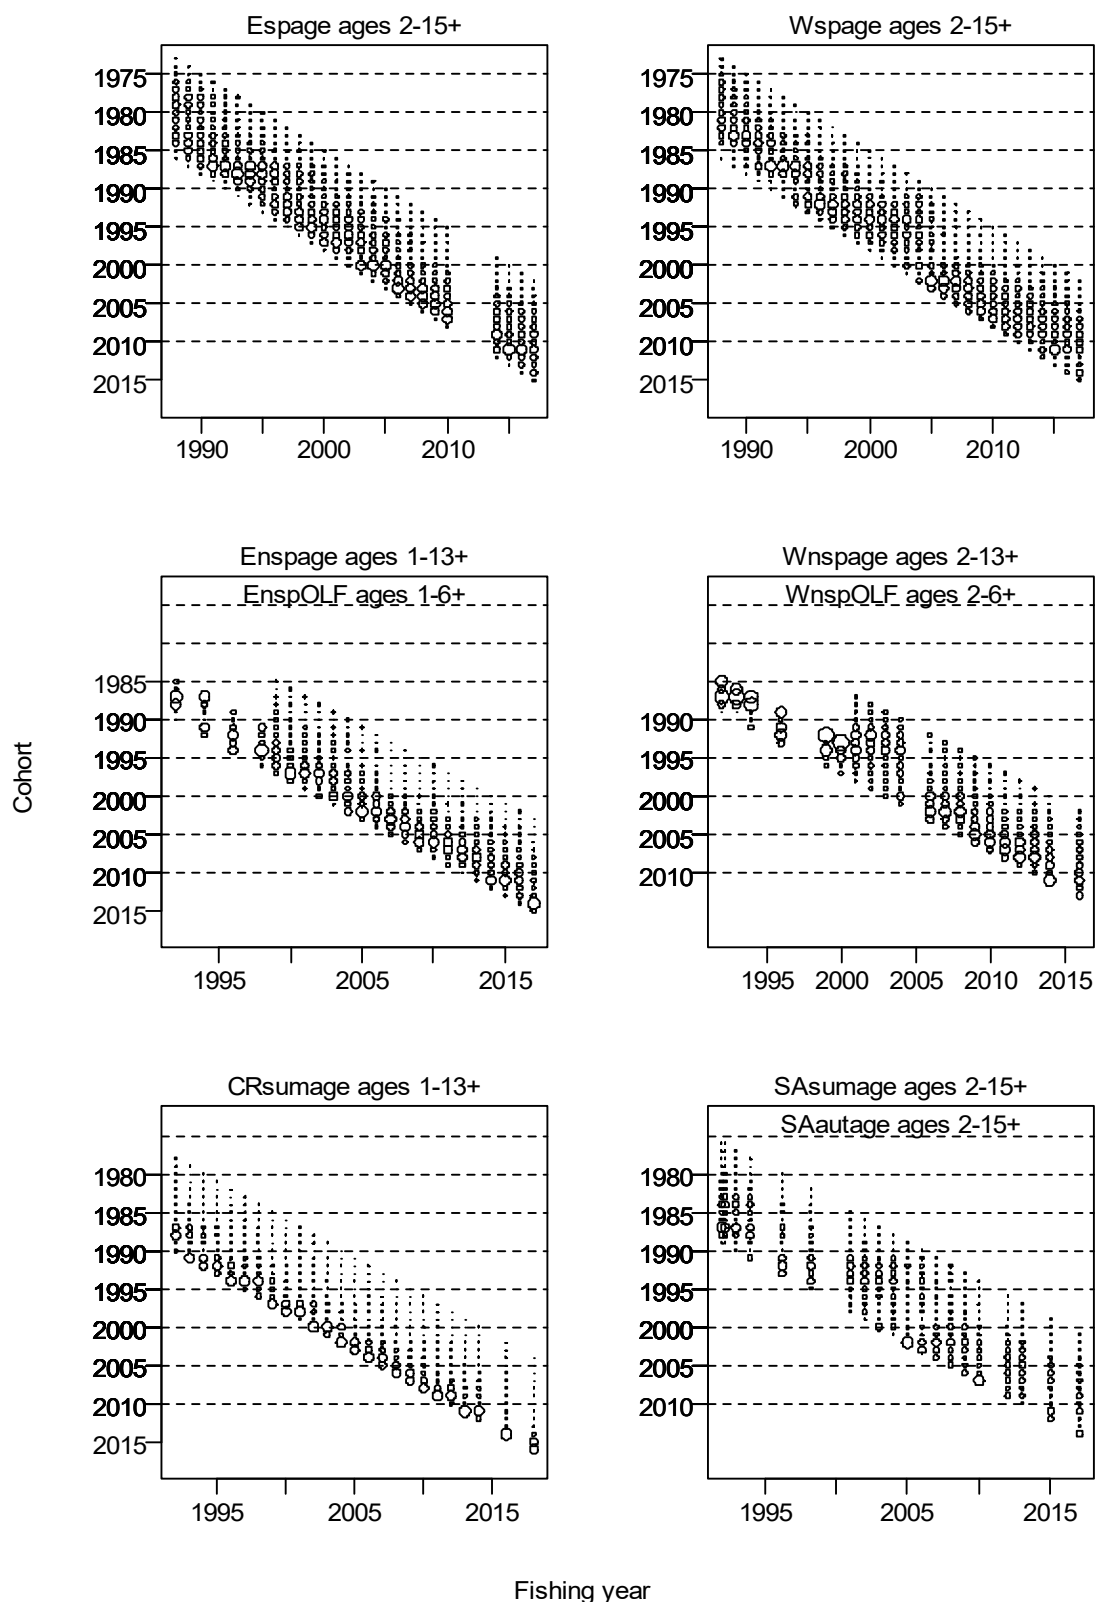 Espage ages 2-15+
1975
1980
1985
1990
1995
2000
2005
2010
2015
1990 2000 2010
Wspage ages 2-15+
1975
1980
1985
1990
1995
2000
2005
2010
2015
1990 2000 2010
Enspage ages 1-13+
EnspOLF ages 1-6+
1985
1990
1995
2000
2005
2010
2015
1995 2005 2015
Wnspage ages 2-13+
WnspOLF ages 2-6+
1990
1995
2000
2005
2010
1995 2000 2005 2010 2015
Cohort
CRsumage ages 1-13+
1980
1985
1990
1995
2000
2005
2010
2015
1995 2005 2015
SAsumage ages 2-15+
SAautage ages 2-15+
1980
1985
1990
1995
2000
2005
2010
1995 2005 2015
Fishing year